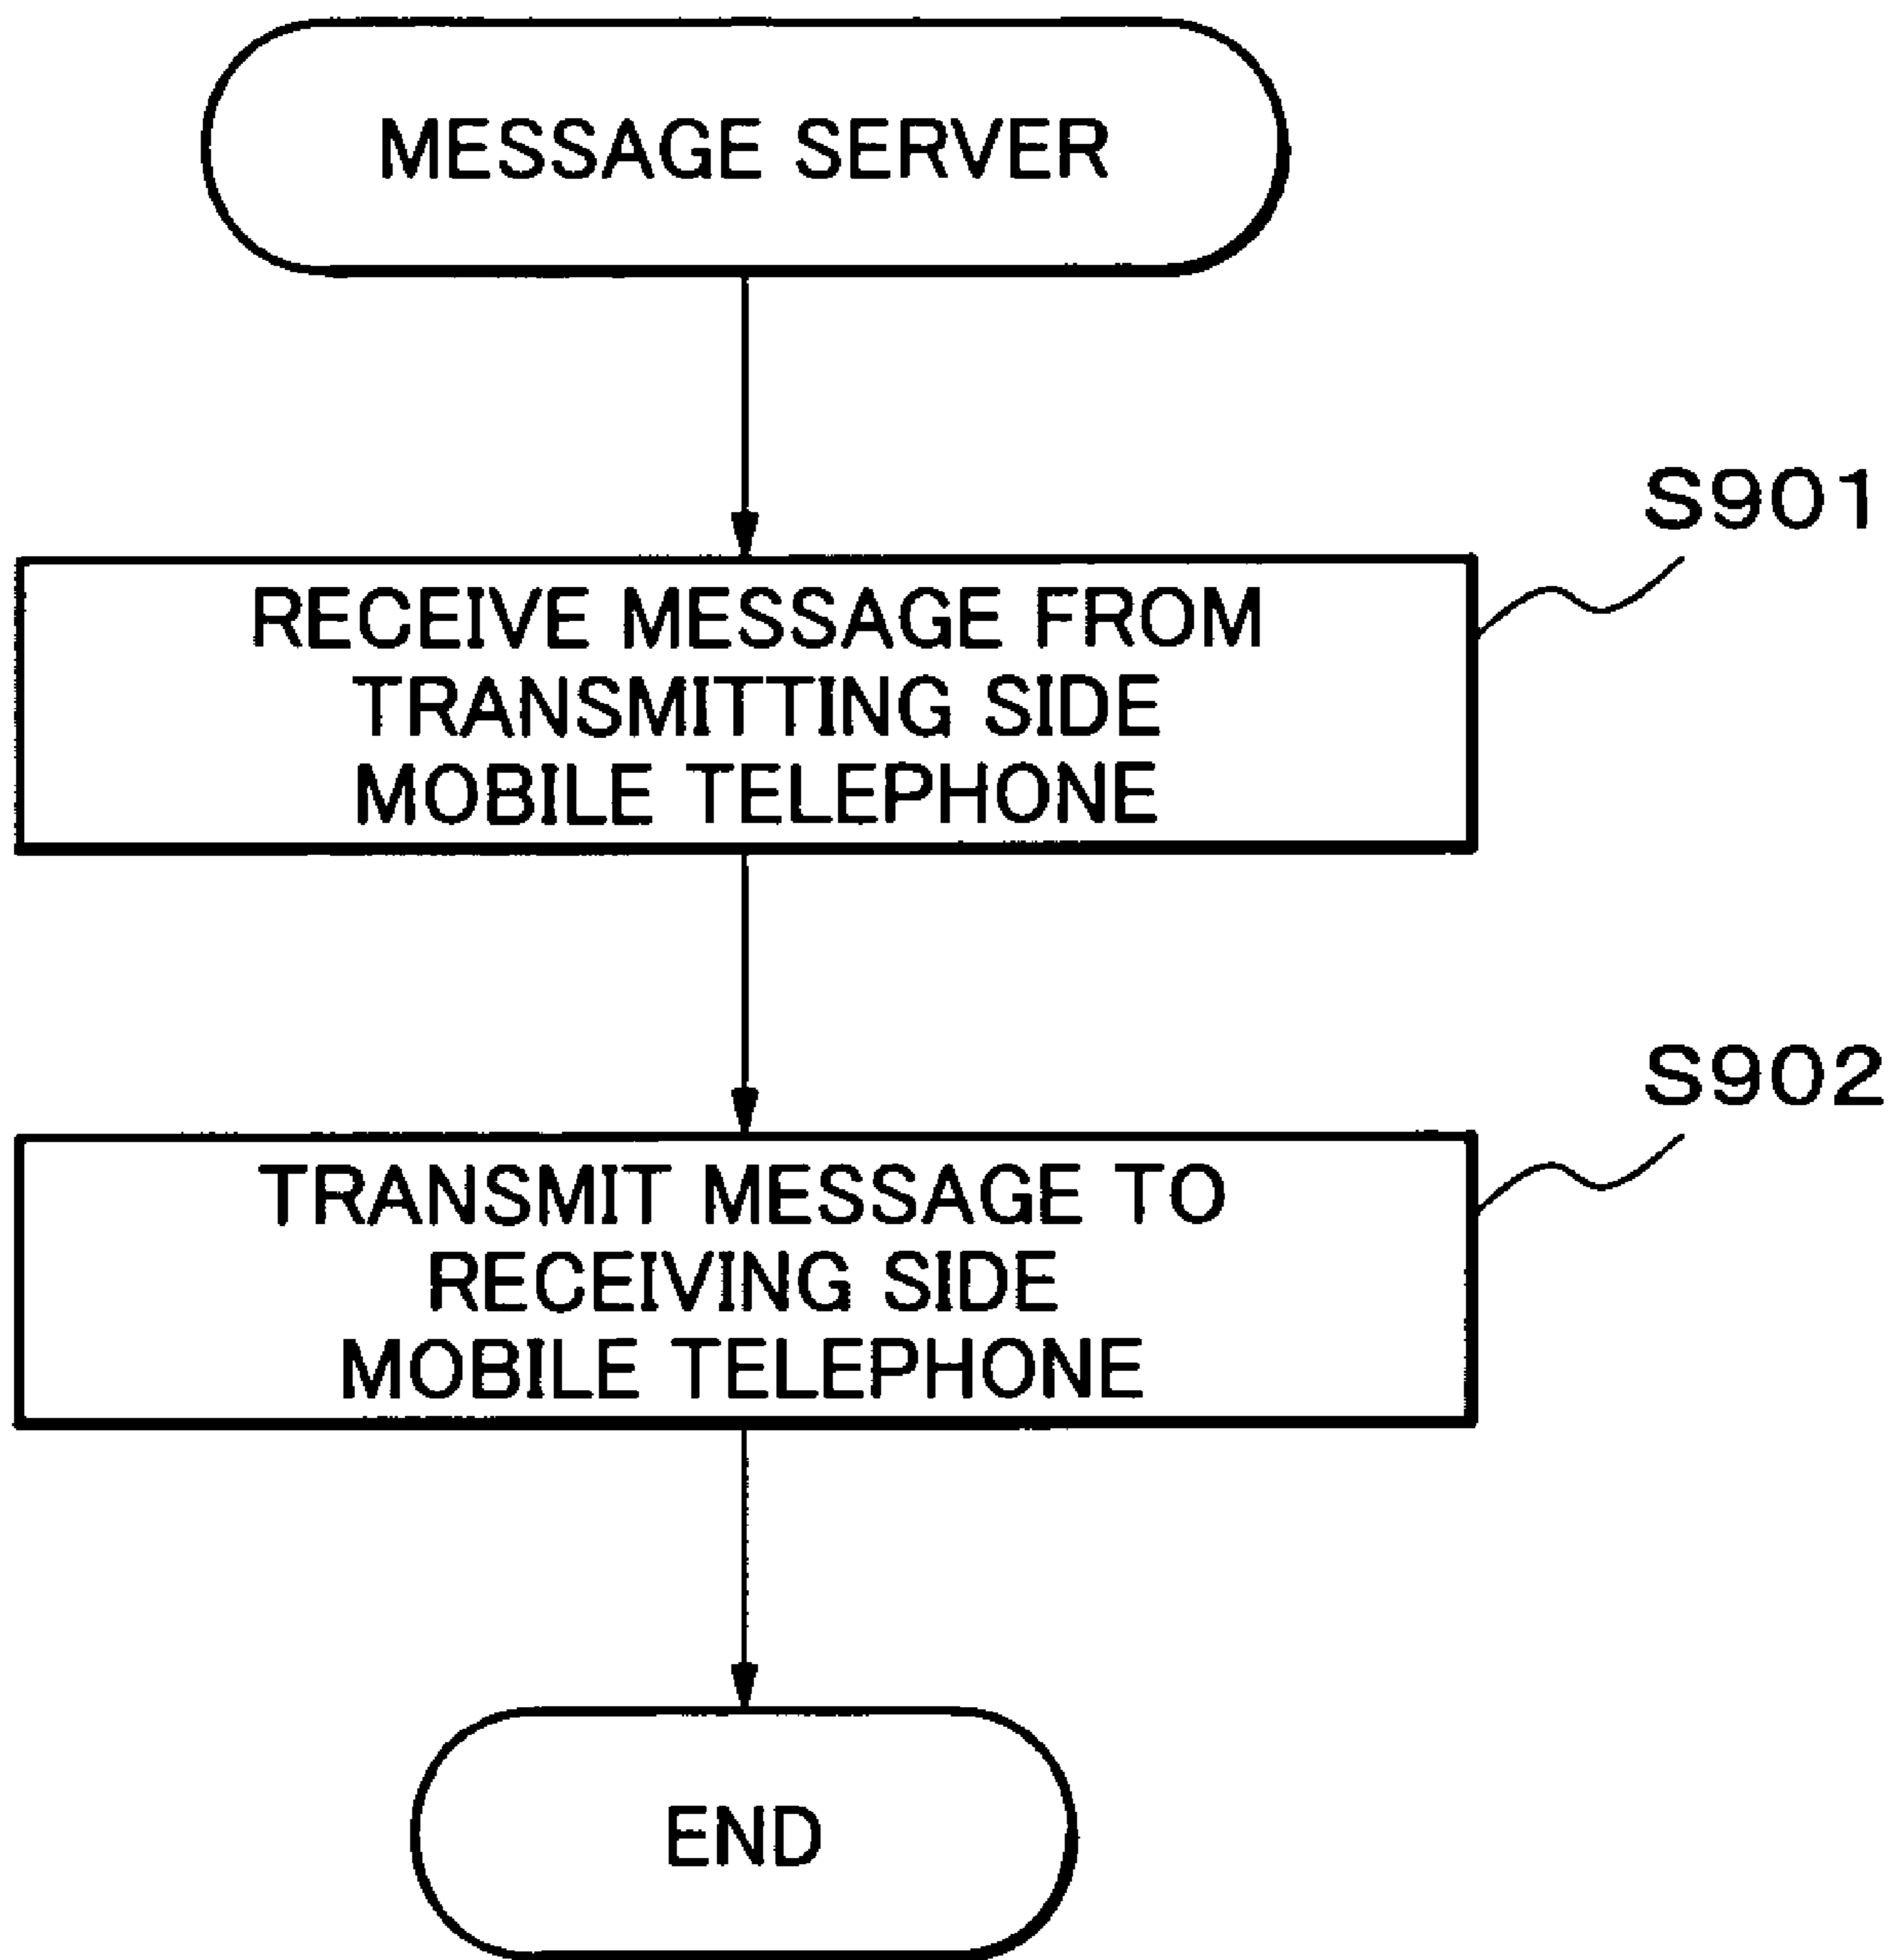 MESSAGE SERVER
S901
RECEIVE MESSAGE FROM
TRANSMITTING SIDE
MOBILE TELEPHONE
S902
TRANSMIT MESSAGE TO
RECEIVING SIDE
MOBILE TELEPHONE
END